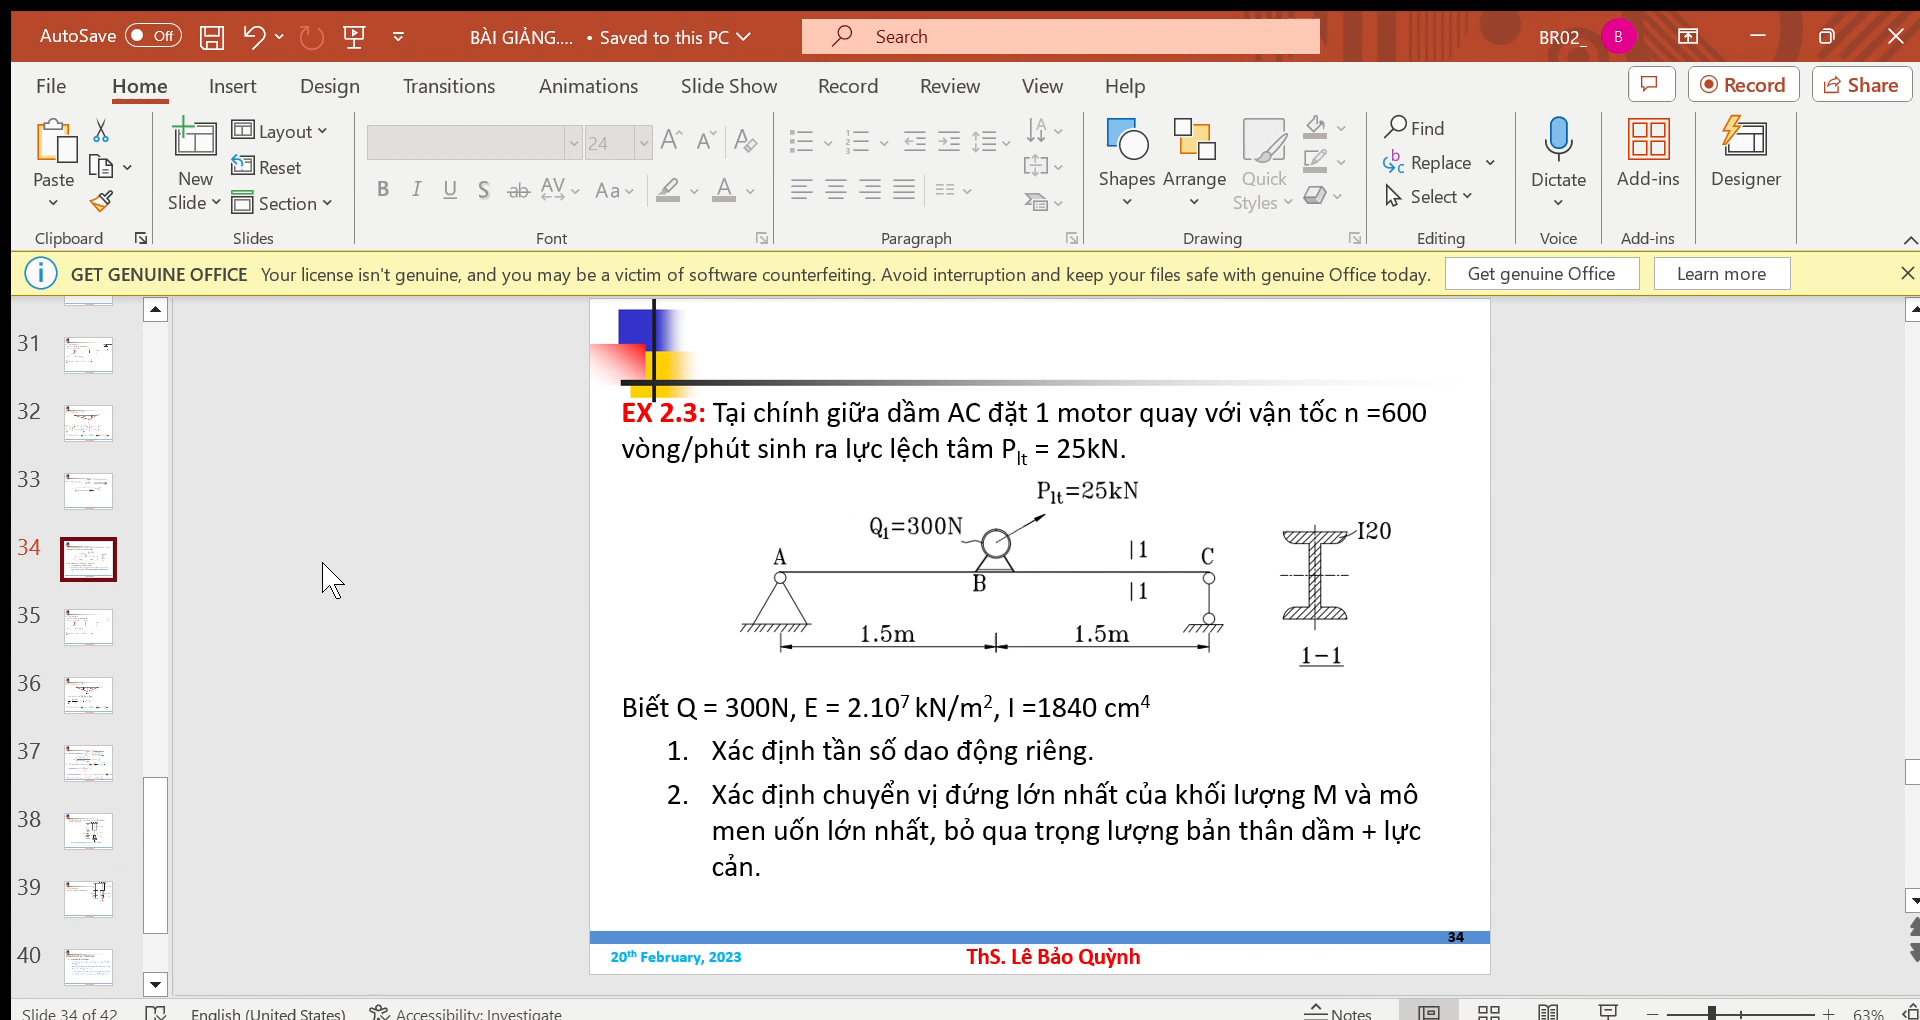 AutoSave Off BÀI GIẢNG.... • Saved to this PC Search BR02_ B
File Home Insert Design Transitions Animations Slide Show Record Review View Help Record Share
Paste New Slide Layout Reset Section 24 B I U S ab AV Aa A Shapes Arrange Quick Styles Find Replace Select Dictate Add-ins Designer
Clipboard Slides Font Paragraph Drawing Editing Voice Add-ins
GET GENUINE OFFICE Your license isn't genuine, and you may be a victim of software counterfeiting. Avoid interruption and keep your files safe with genuine Office today. Get genuine Office Learn more
31
32
33
34
35
36
37
38
39
40
EX 2.3: Tại chính giữa dầm AC đặt 1 motor quay với vận tốc n =600
vòng/phút sinh ra lực lệch tâm Plt = 25kN.
Plt=25kN
Q1=300N
I20
A B C
1
1
1.5m 1.5m
1-1
Biết Q = 300N, E = 2.10⁷ kN/m², I =1840 cm⁴
1. Xác định tần số dao động riêng.
2. Xác định chuyển vị đứng lớn nhất của khối lượng M và mô
men uốn lớn nhất, bỏ qua trọng lượng bản thân dầm + lực
cản.
34
20th February, 2023 ThS. Lê Bảo Quỳnh
Slide 34 of 42 English (United States) Accessibility: Investigate Notes 63%